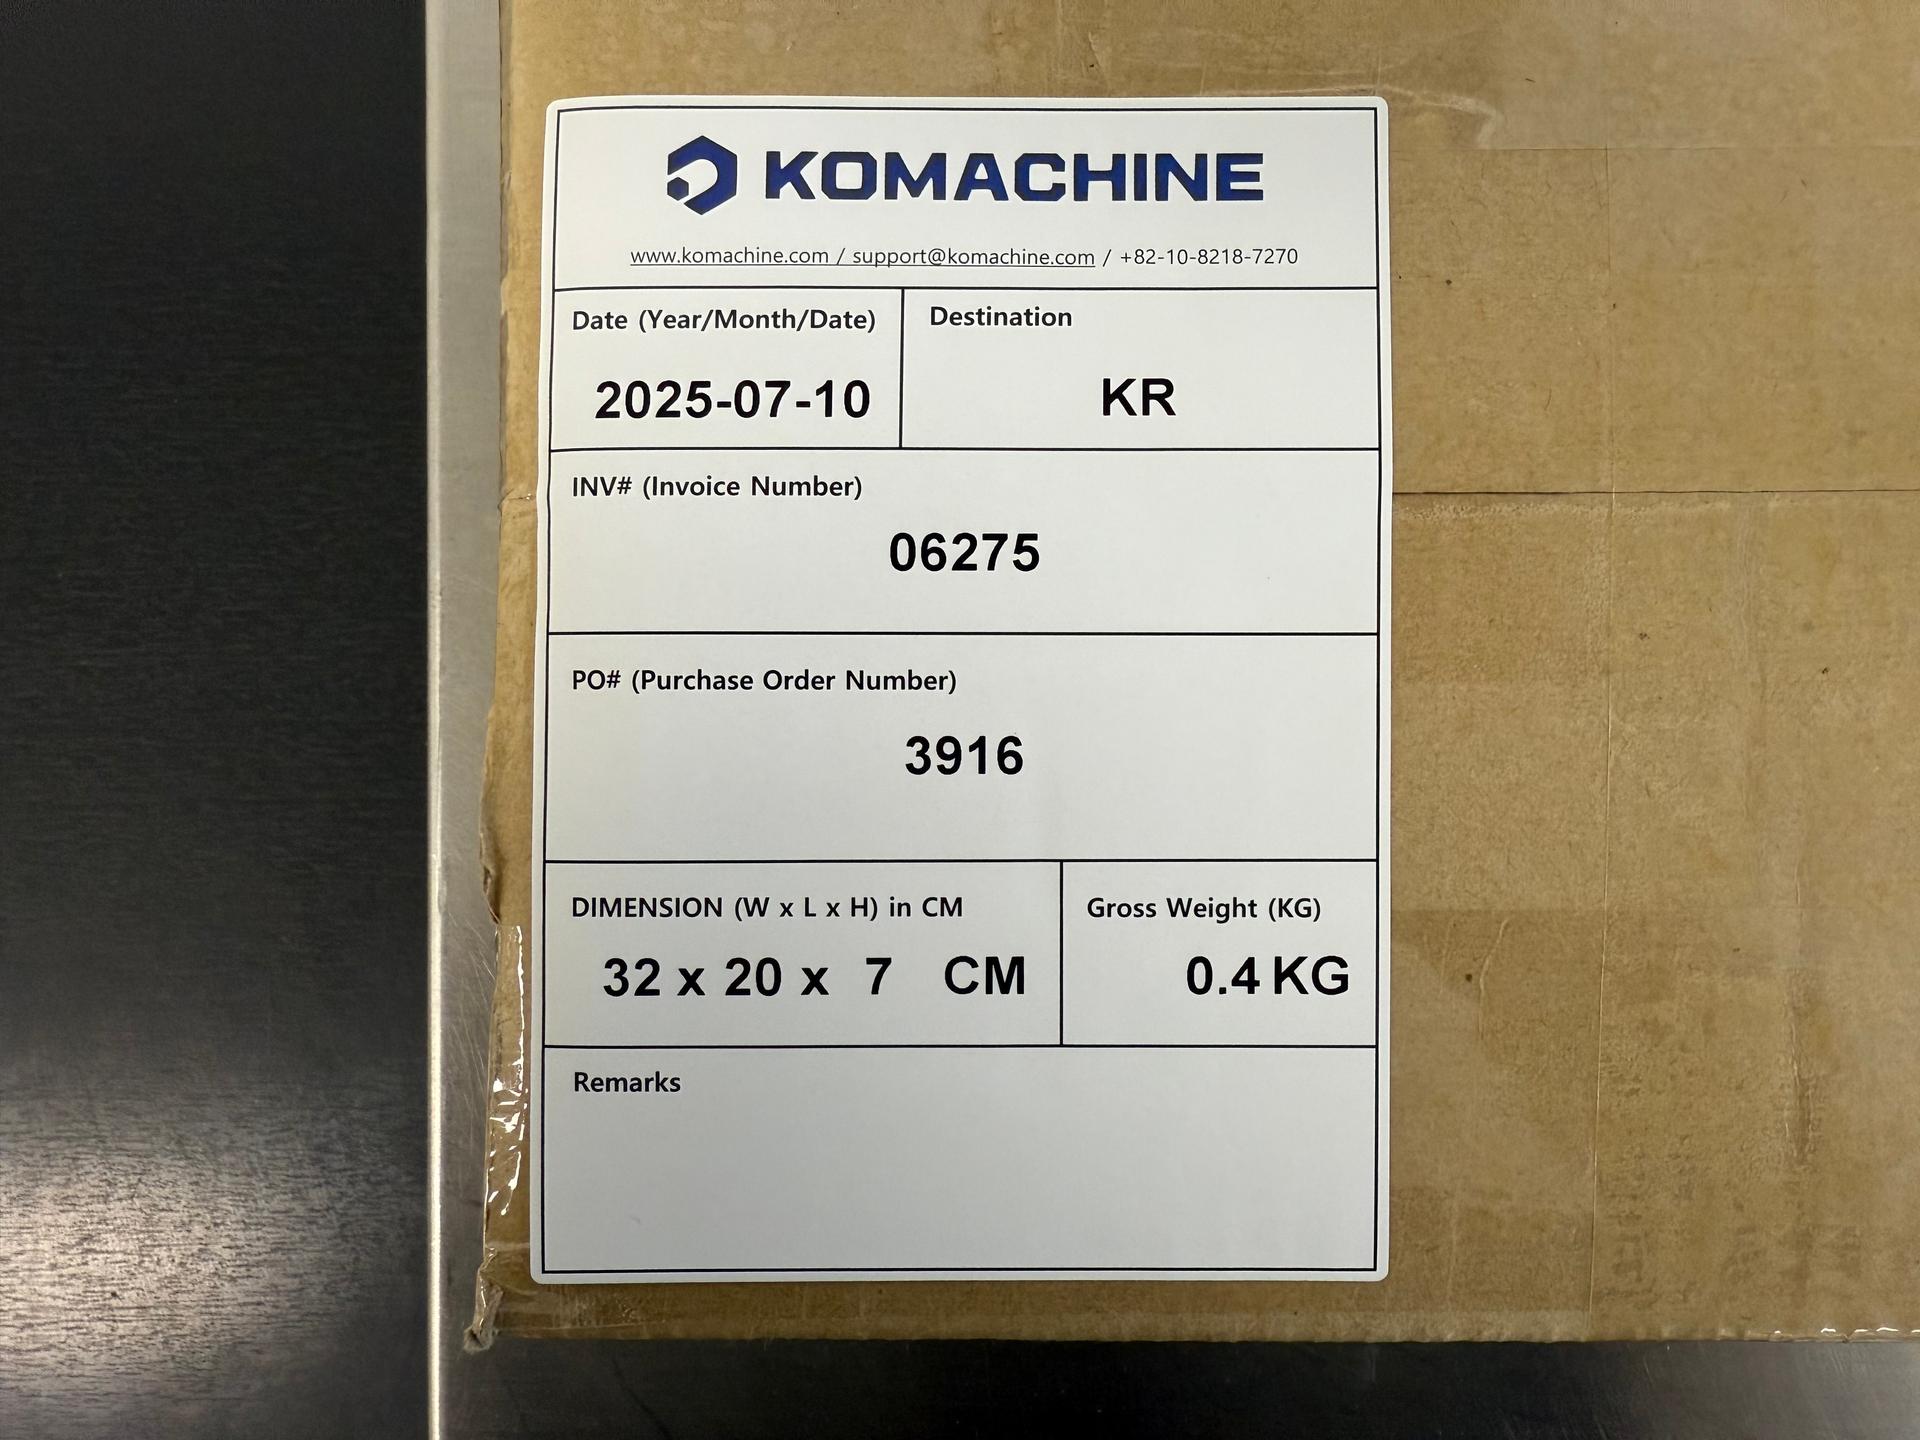 KOMACHINE
www.komachine.com / support@komachine.com / +82-10-8218-7270
Date (Year/Month/Date)
2025-07-10
Destination
KR
INV# (Invoice Number)
06275
PO# (Purchase Order Number)
3916
DIMENSION (W x L x H) in CM
32 x 20 x 7 CM
Gross Weight (KG)
0.4 KG
Remarks